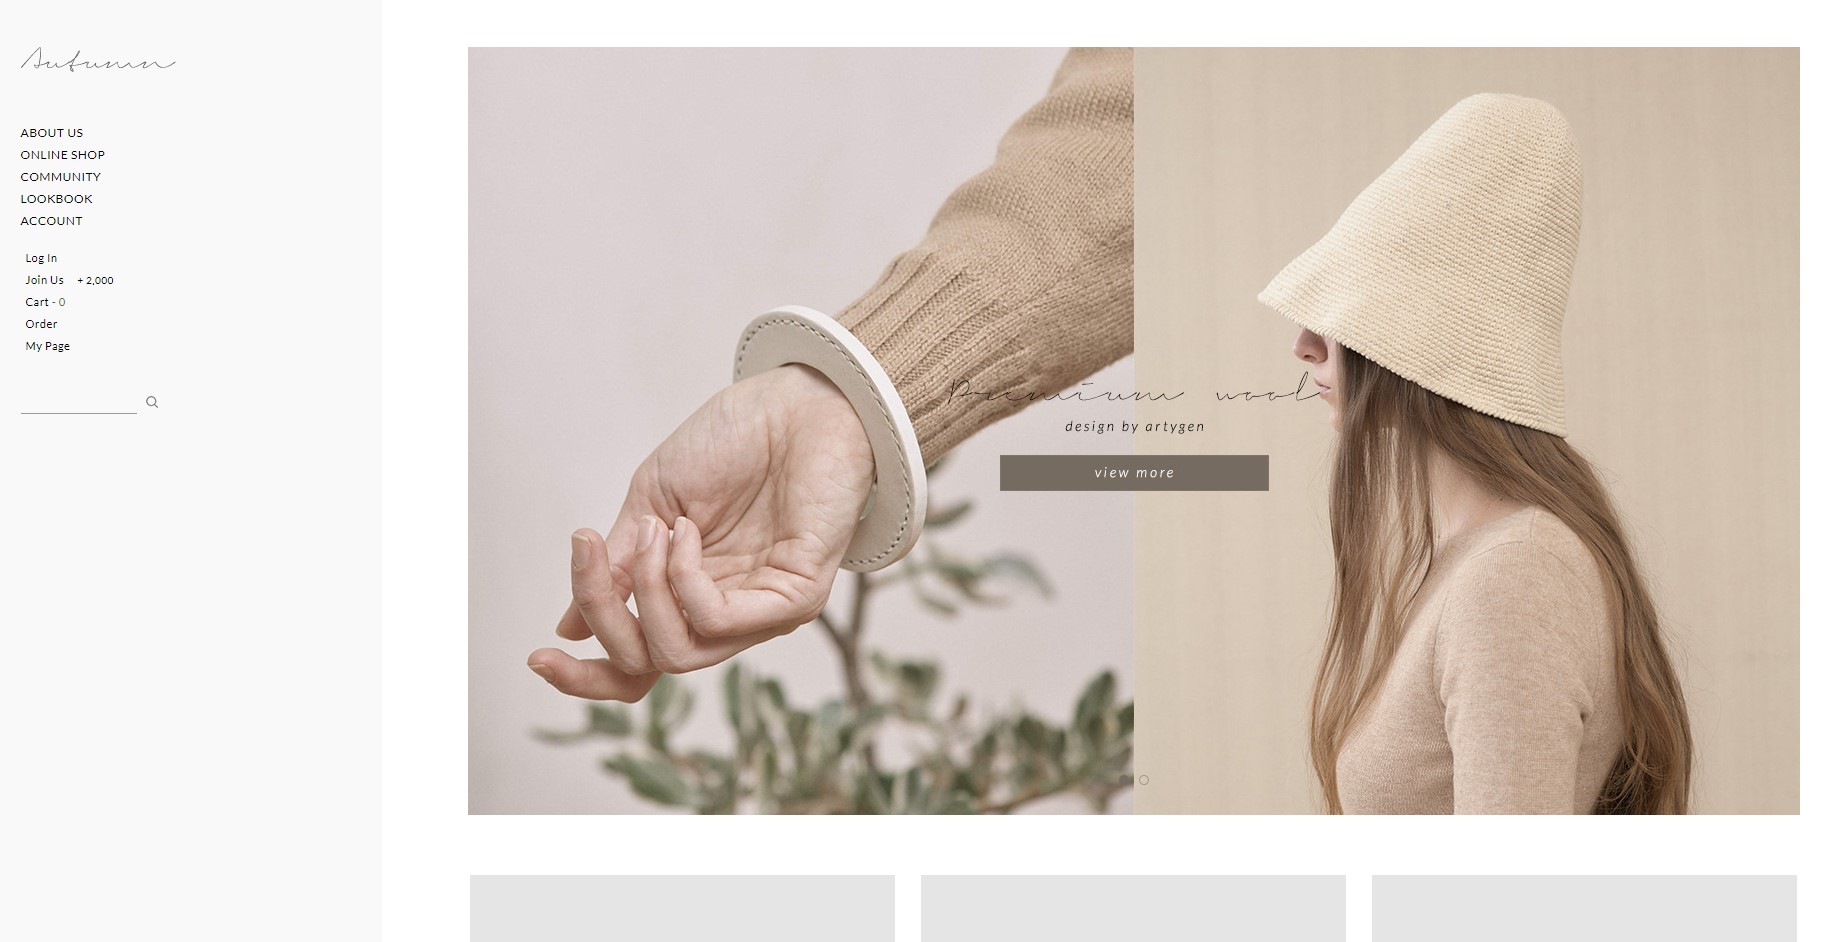 Autumn
ABOUT US
ONLINE SHOP
COMMUNITY
LOOKBOOK
ACCOUNT
Log In
Join Us + 2,000
Cart - 0
Order
My Page
Premium wool
design by artygen
view more